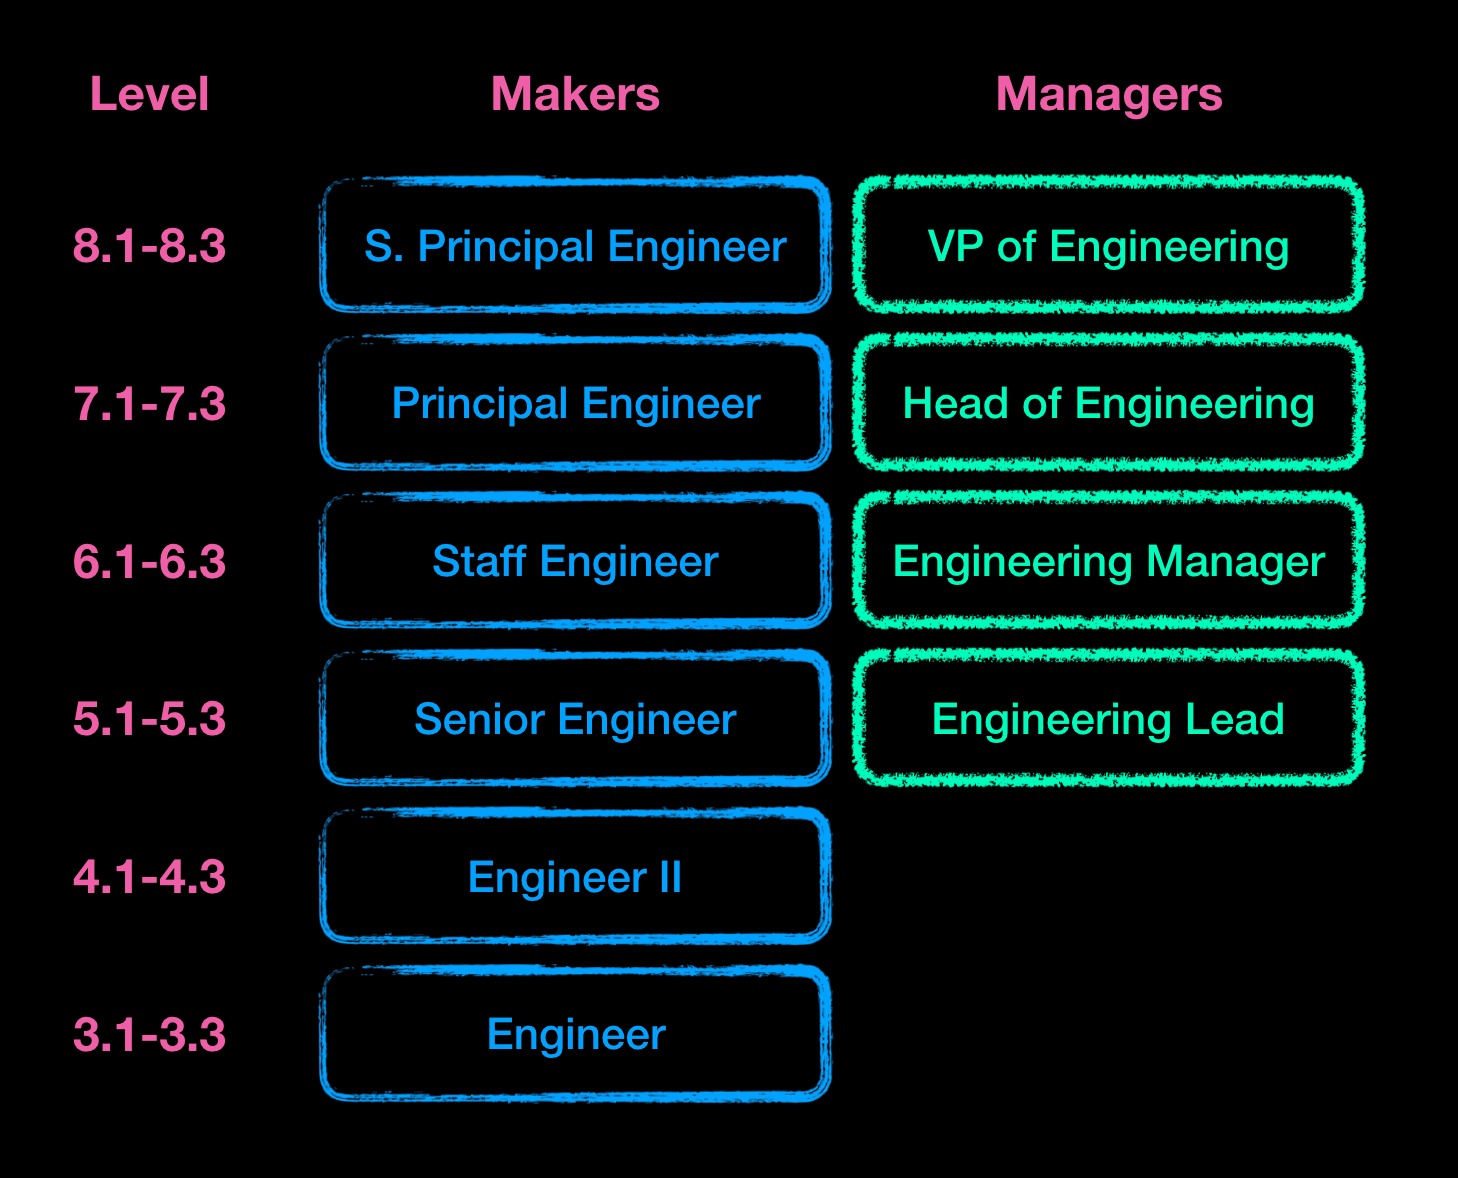 Level Makers Managers
8.1-8.3 S. Principal Engineer VP of Engineering
7.1-7.3 Principal Engineer Head of Engineering
6.1-6.3 Staff Engineer Engineering Manager
5.1-5.3 Senior Engineer Engineering Lead
4.1-4.3 Engineer II
3.1-3.3 Engineer